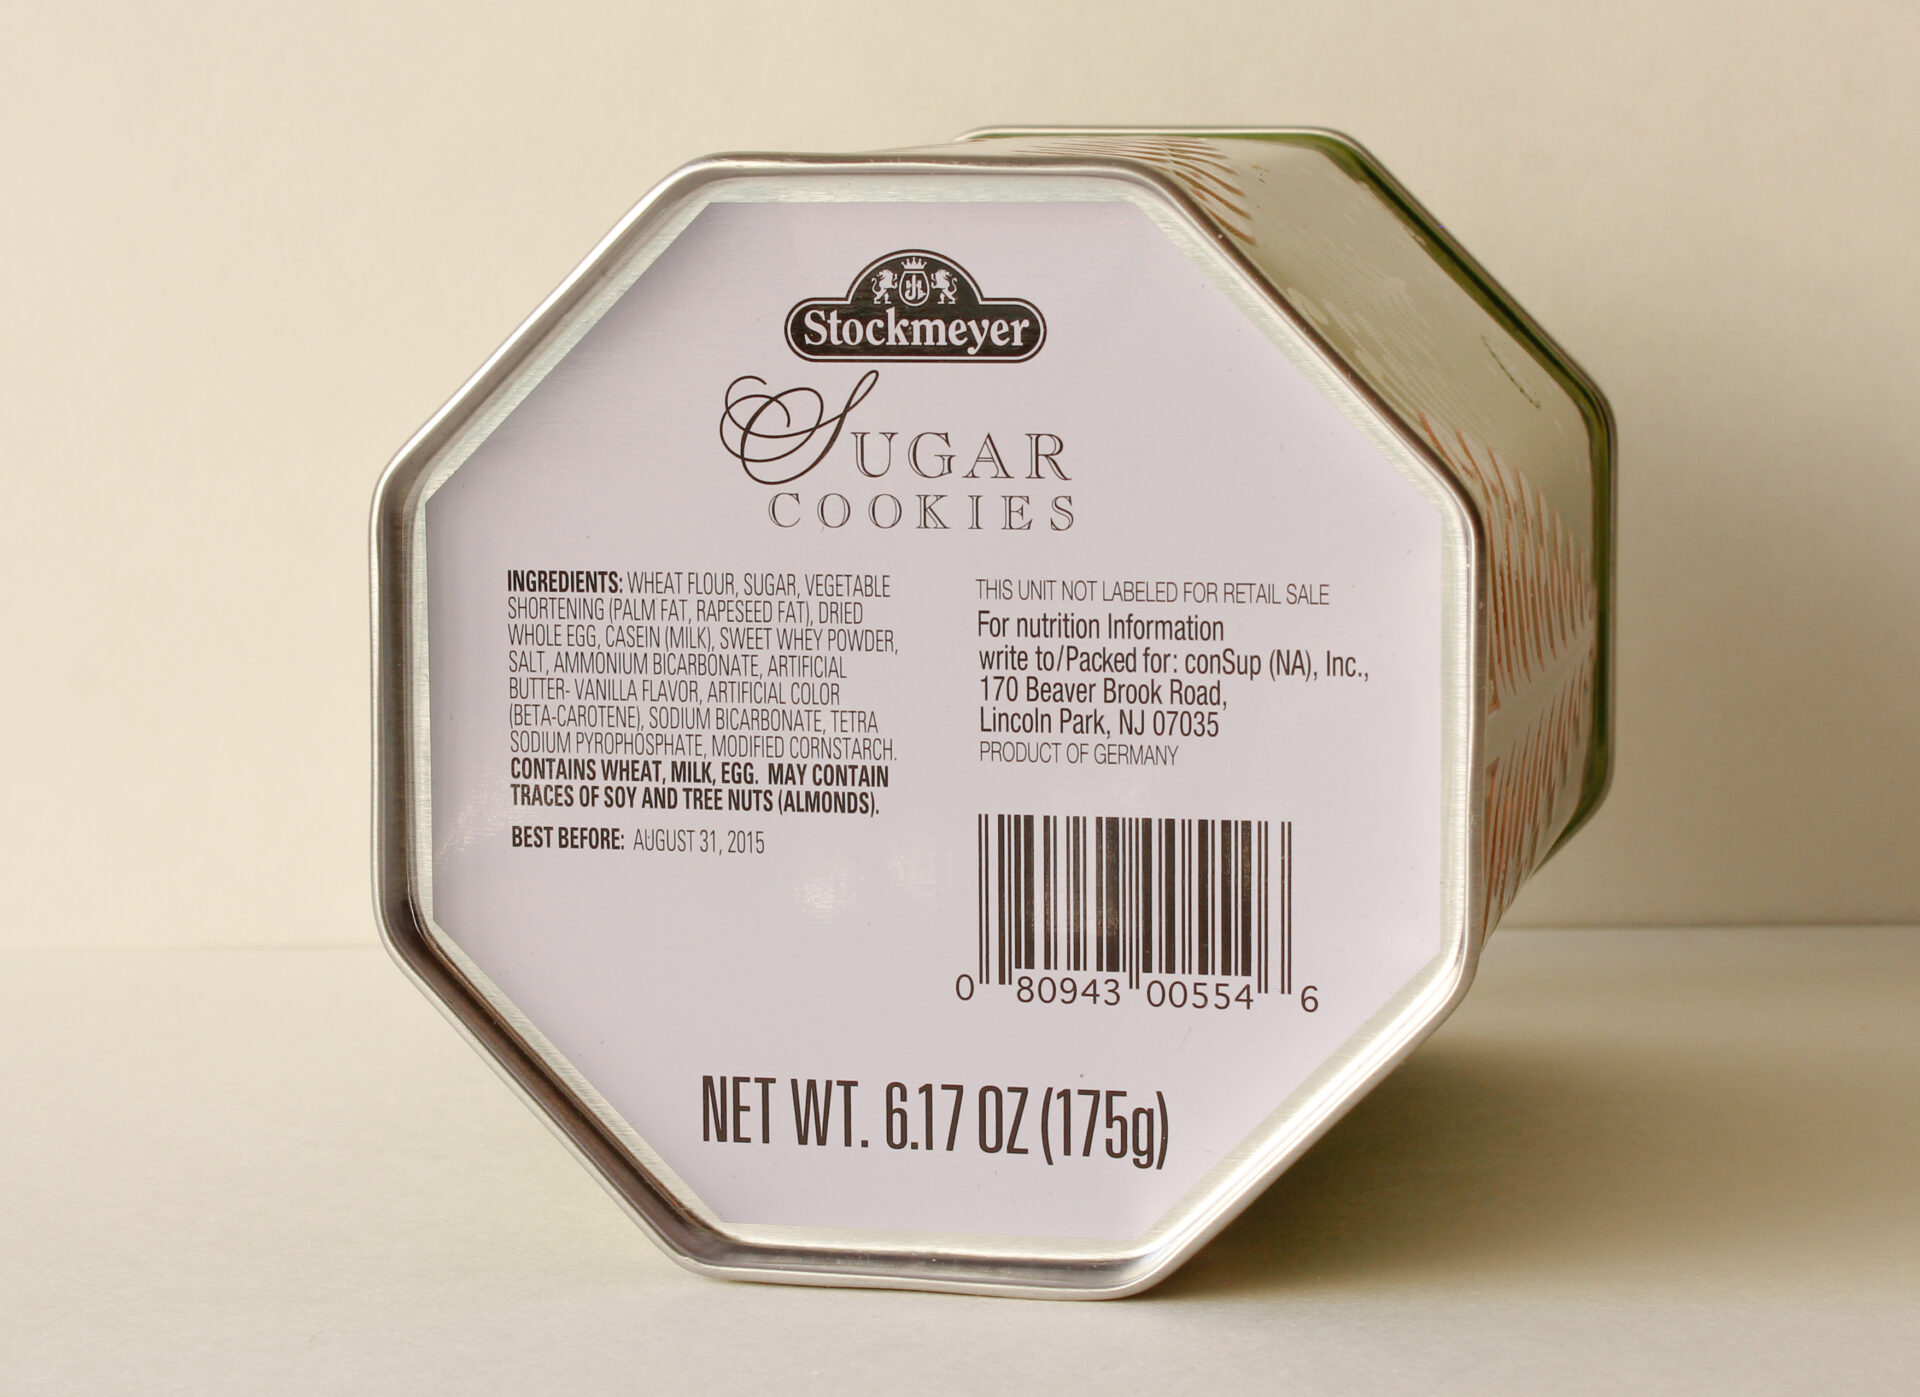 Stockmeyer
SUGAR
COOKIES
INGREDIENTS: WHEAT FLOUR, SUGAR, VEGETABLE
SHORTENING (PALM FAT, RAPESEED FAT), DRIED
WHOLE EGG, CASEIN (MILK), SWEET WHEY POWDER,
SALT, AMMONIUM BICARBONATE, ARTIFICIAL
BUTTER- VANILLA FLAVOR, ARTIFICIAL COLOR
(BETA-CAROTENE), SODIUM BICARBONATE, TETRA
SODIUM PYROPHOSPHATE, MODIFIED CORNSTARCH.
CONTAINS WHEAT, MILK, EGG. MAY CONTAIN
TRACES OF SOY AND TREE NUTS (ALMONDS).
BEST BEFORE: AUGUST 31, 2015
THIS UNIT NOT LABELED FOR RETAIL SALE
For nutrition Information
write to/Packed for: conSup (NA), Inc.,
170 Beaver Brook Road,
Lincoln Park, NJ 07035
PRODUCT OF GERMANY
0 80943 00554 6
NET WT. 6.17 OZ (175g)